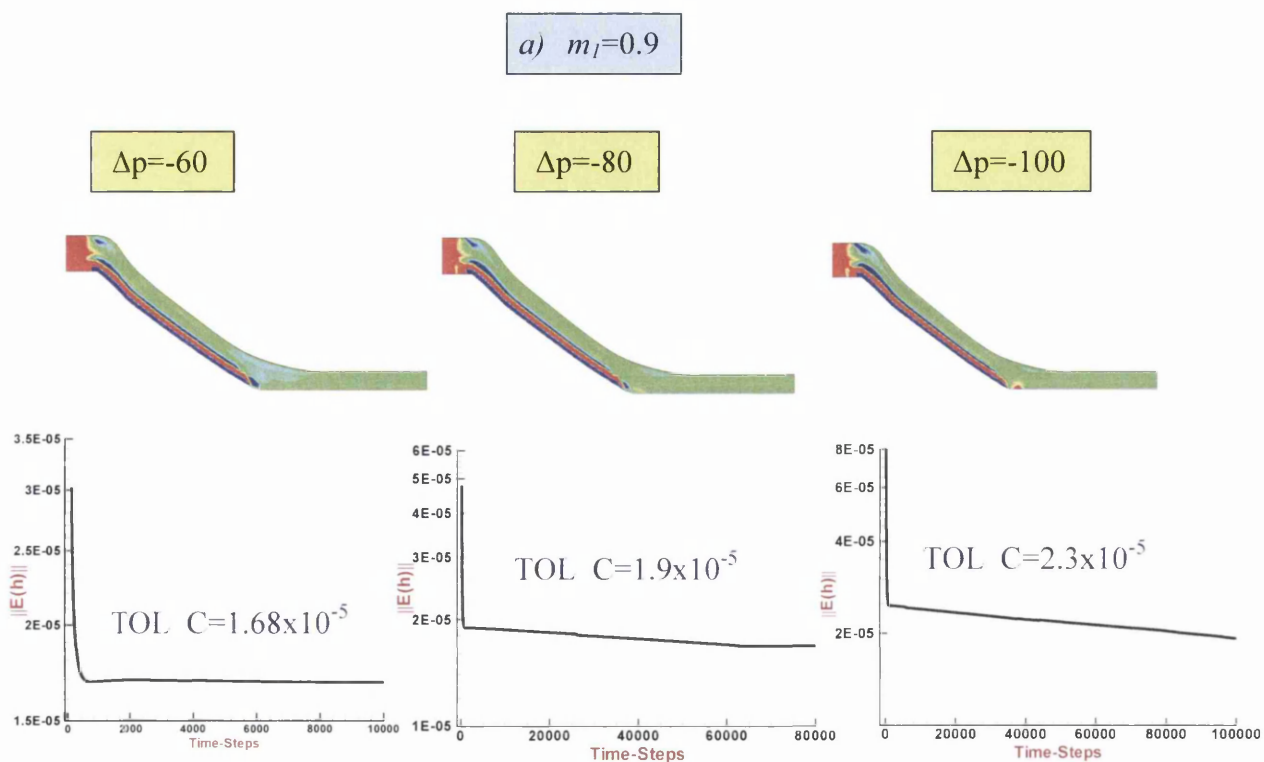 a) m1=0.9
Δp=-60
Δp=-80
Δp=-100
3.5E-05
3E-05
2.5E-05
2E-05
1.5E-05
||E(h)||
TOL C=1.68x10^-5
0 2000 4000 6000 8000 10000
Time-Steps
6E-05
5E-05
4E-05
3E-05
2E-05
1E-05
||E(h)||
TOL C=1.9x10^-5
0 20000 40000 60000 80000
Time-Steps
8E-05
6E-05
4E-05
2E-05
||E(h)||
TOL C=2.3x10^-5
0 20000 40000 60000 80000 100000
Time-Steps